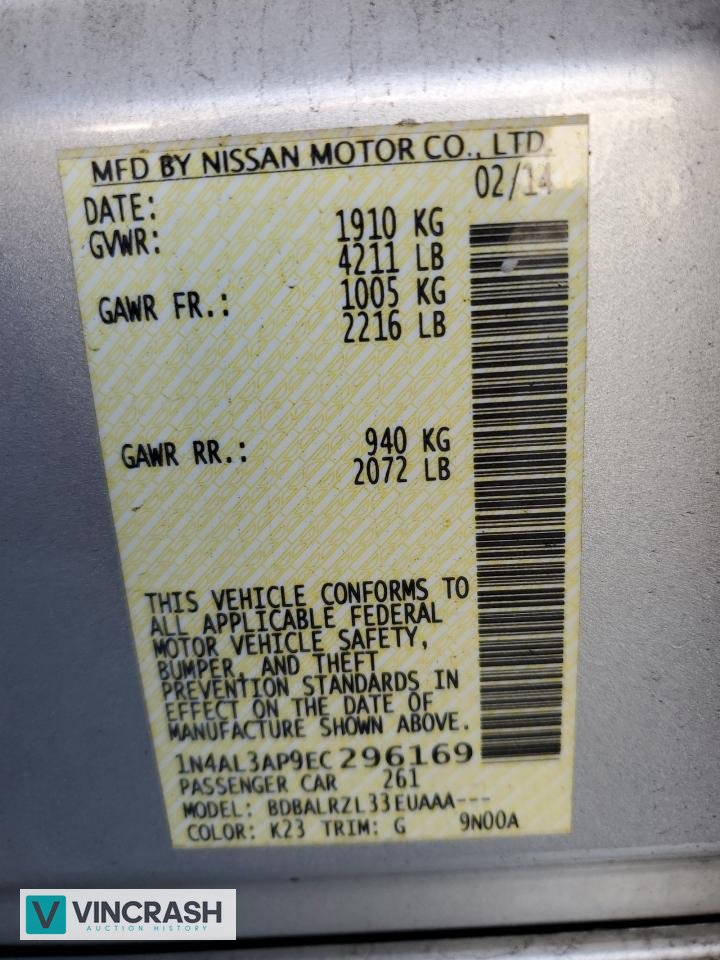 MFD BY NISSAN MOTOR CO., LTD.
DATE: 02/14
GVWR: 1910 KG
4211 LB
GAWR FR.: 1005 KG
2216 LB
GAWR RR.: 940 KG
2072 LB
THIS VEHICLE CONFORMS TO
ALL APPLICABLE FEDERAL
MOTOR VEHICLE SAFETY,
BUMPER, AND THEFT
PREVENTION STANDARDS IN
EFFECT ON THE DATE OF
MANUFACTURE SHOWN ABOVE.
1N4AL3AP9EC296169
PASSENGER CAR 261
MODEL: BDBALRZL33EUAAA---
COLOR: K23 TRIM: G 9N00A
V VINCRASH
AUCTION HISTORY